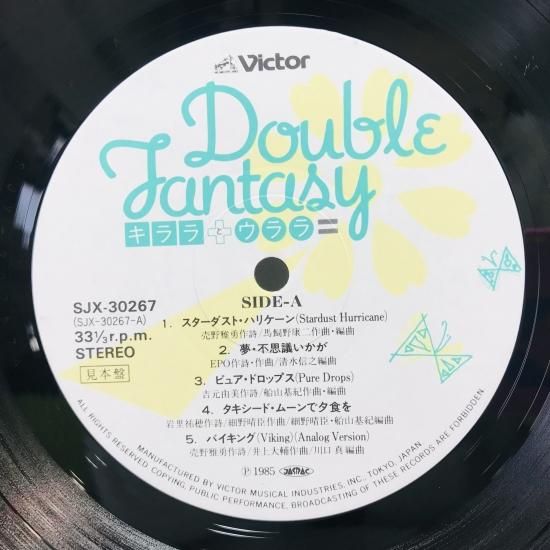 Victor
Double
Fantasy
キララ と ウララ =
SJX-30267
(SJX-30267-A)
33⅓r.p.m.
STEREO
見本盤
SIDE-A
1. スターダスト・ハリケーン(Stardust Hurricane)
売野雅勇作詩/馬飼野康二作曲・編曲
2. 夢・不思議いかが
EPO作詩・作曲/清水信之編曲
3. ピュア・ドロップス(Pure Drops)
吉元由美作詩/船山基紀作曲・編曲
4. タキシード・ムーンで夕食を
岩里祐穂作詩/細野晴臣作曲/細野晴臣・船山基紀編曲
5. バイキング(Viking)(Analog Version)
売野雅勇作詩/井上大輔作曲/川口 真編曲
Ⓟ 1985 JASRAC
ALL RIGHTS RESERVED. UNAUTHORIZED COPYING, PUBLIC PERFORMANCE, BROADCASTING OF THESE RECORDS ARE FORBIDDEN
MANUFACTURED BY VICTOR MUSICAL INDUSTRIES, INC., TOKYO, JAPAN